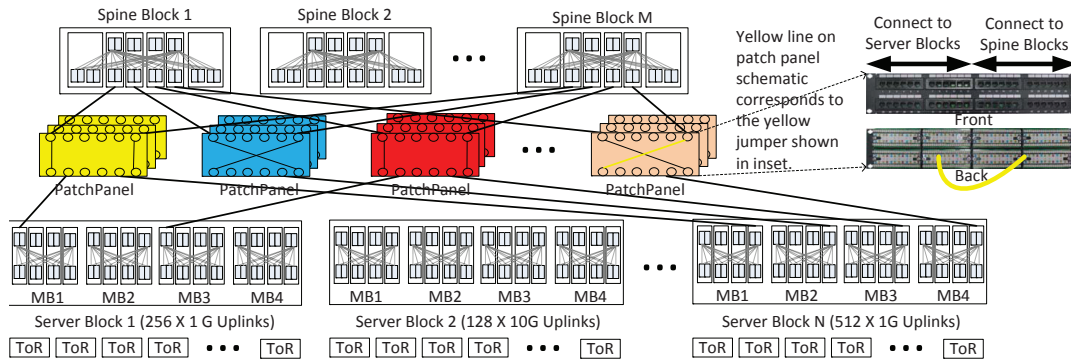 Spine Block 1
Spine Block 2
Spine Block M
Yellow line on
patch panel
schematic
corresponds to
the yellow
jumper shown
in inset.
Connect to
Server Blocks
Connect to
Spine Blocks
Front
Back
PatchPanel
PatchPanel
PatchPanel
PatchPanel
MB1 MB2 MB3 MB4
MB1 MB2 MB3 MB4
MB1 MB2 MB3 MB4
Server Block 1 (256 X 1 G Uplinks)
Server Block 2 (128 X 10G Uplinks)
Server Block N (512 X 1G Uplinks)
ToR ToR ToR ToR ToR
ToR ToR ToR ToR ToR
ToR ToR ToR ToR ToR